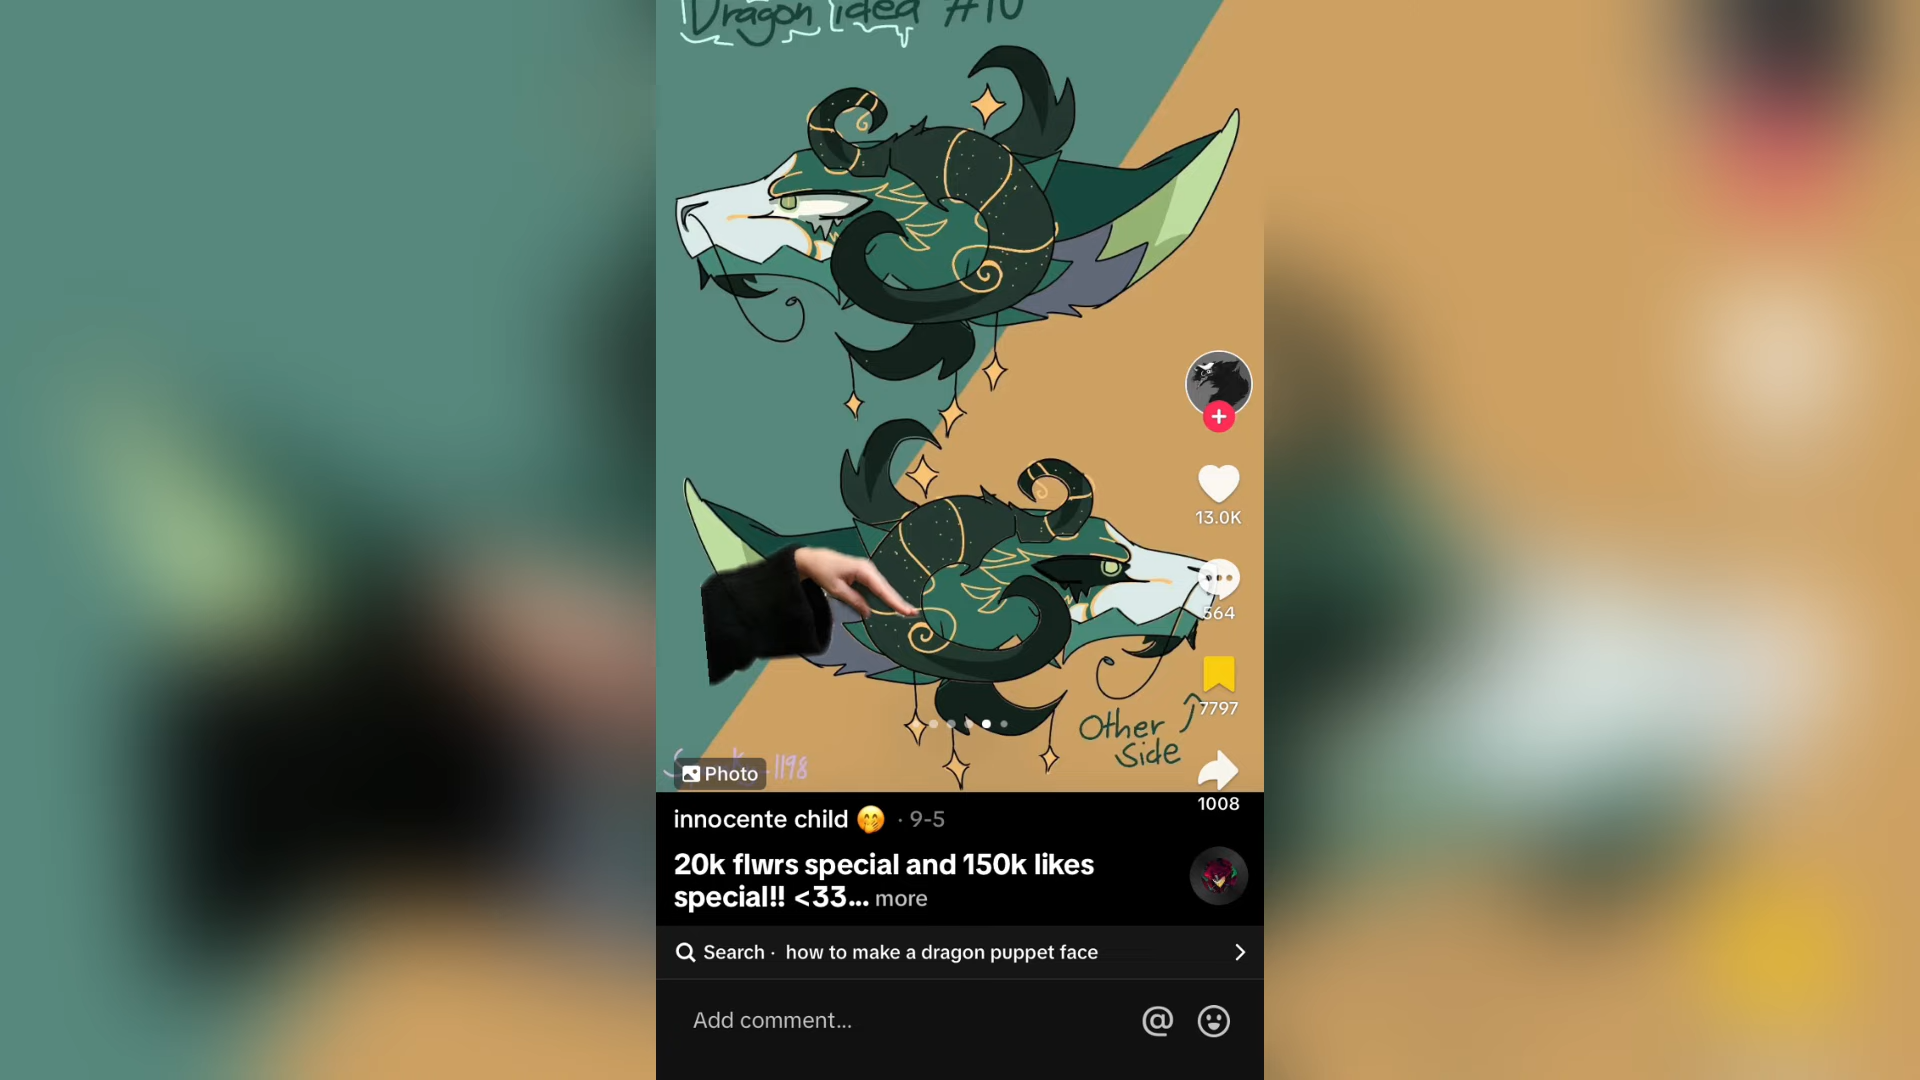 Dragon idea #10
13.0K
564
7797
Other
Side
1198
Photo
1008
innocente child 🤭 · 9-5
20k flwrs special and 150k likes
special!! <33... more
Search · how to make a dragon puppet face
Add comment...